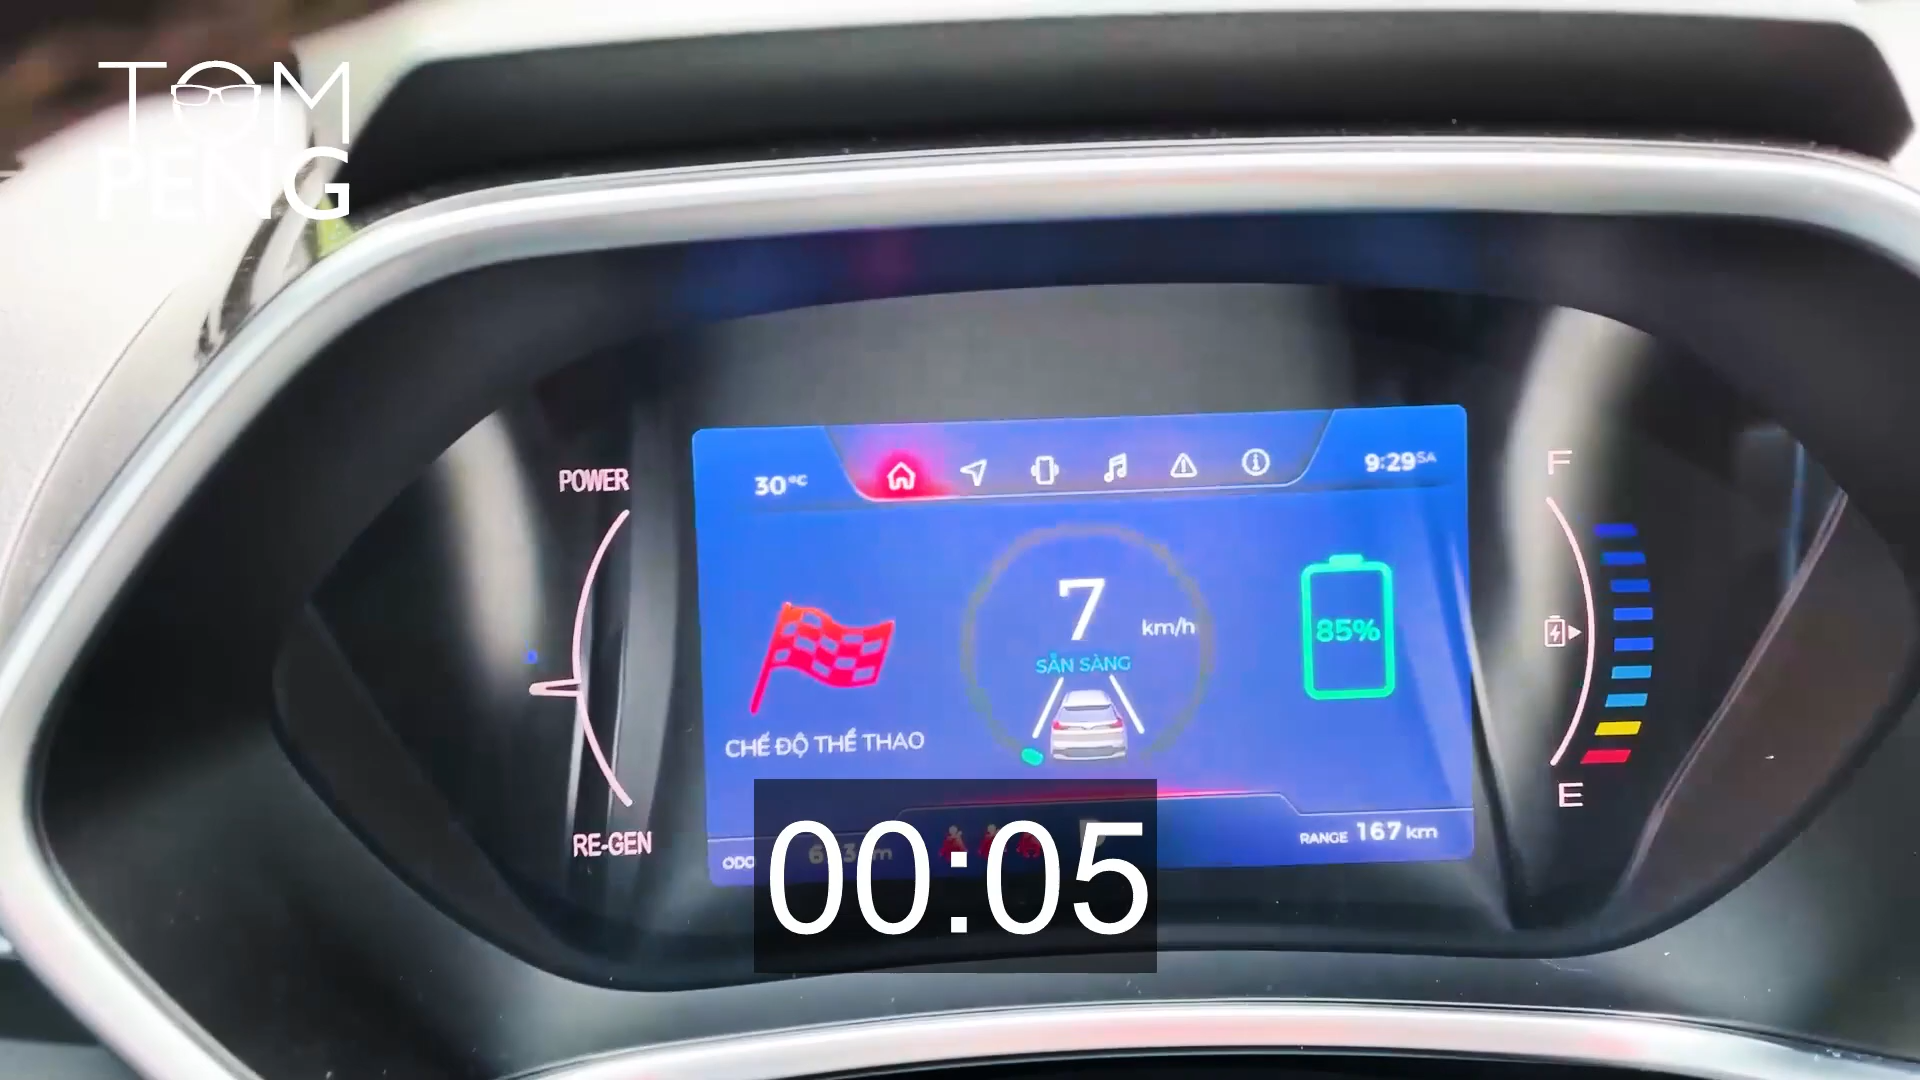 TOM
PENG
POWER
30°C
9:29SA
F
7
km/h
85%
SẴN SÀNG
CHẾ ĐỘ THỂ THAO
E
RE-GEN
ODO
RANGE 167 km
00:05